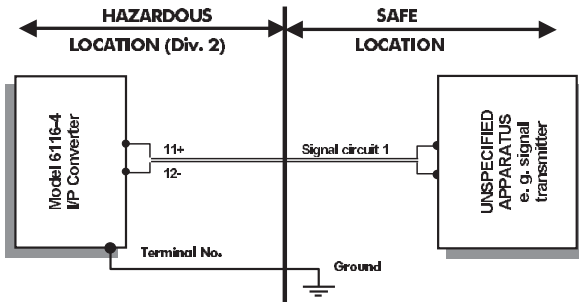 HAZARDOUS
LOCATION (Div. 2)
SAFE
LOCATION
Model 6116-4
I/P Converter
11+
12-
Signal circuit 1
UNSPECIFIED
APPARATUS
e. g. signal
transmitter
Terminal No.
Ground